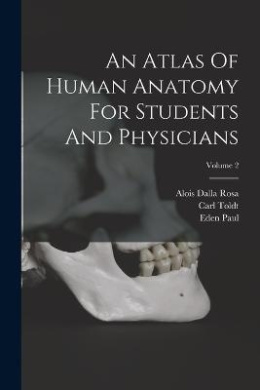 An Atlas Of
Human Anatomy
For Students
And Physicians
Volume 2
Alois Dalla Rosa
Carl Toldt
Eden Paul